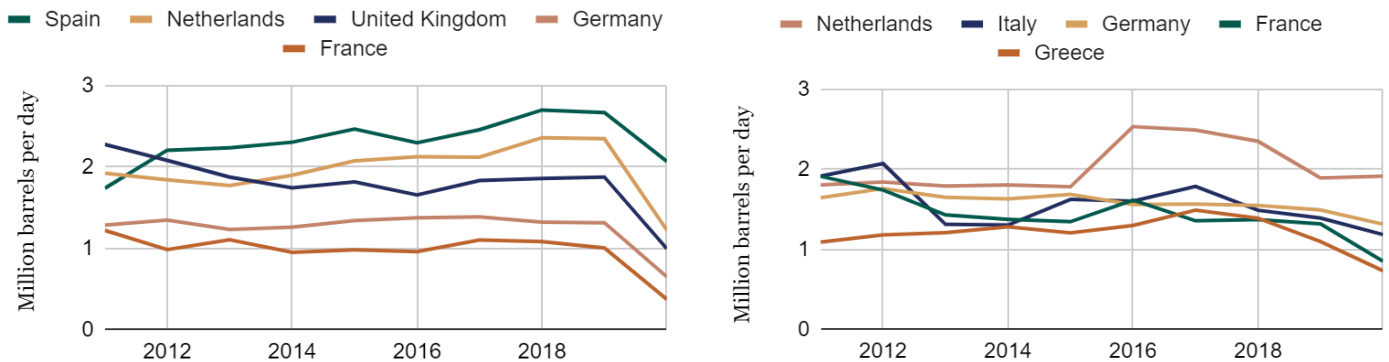 Spain Netherlands United Kingdom Germany
France
Million barrels per day
3
2
1
0
2012 2014 2016 2018
Netherlands Italy Germany France
Greece
Million barrels per day
3
2
1
0
2012 2014 2016 2018